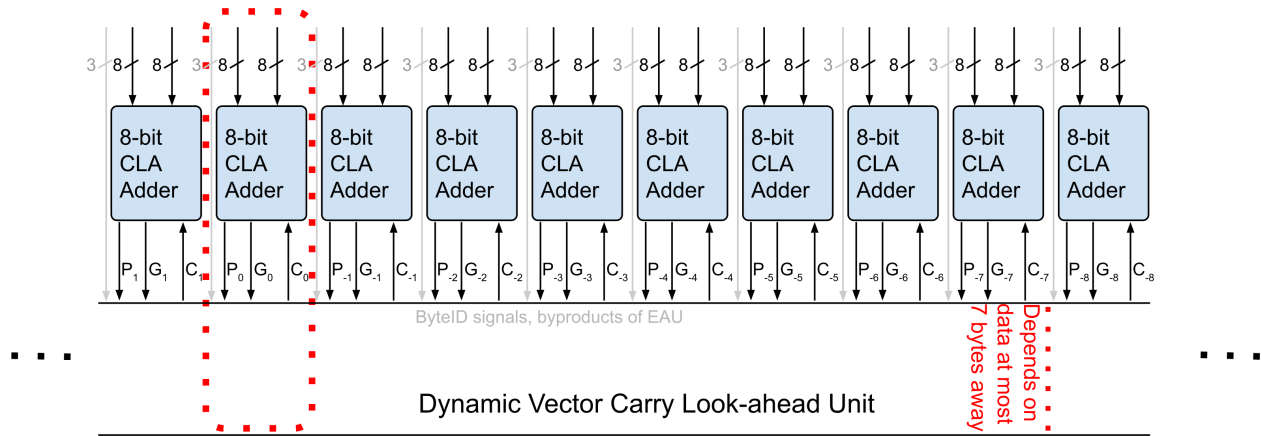 3 8 8 3 8 8 3 8 8 3 8 8 3 8 8 3 8 8 3 8 8 3 8 8 3 8 8 3 8 8
8-bit CLA Adder
8-bit CLA Adder
8-bit CLA Adder
8-bit CLA Adder
8-bit CLA Adder
8-bit CLA Adder
8-bit CLA Adder
8-bit CLA Adder
8-bit CLA Adder
8-bit CLA Adder
P1 G1 C1 P0 G0 C0 P-1 G-1 C-1 P-2 G-2 C-2 P-3 G-3 C-3 P-4 G-4 C-4 P-5 G-5 C-5 P-6 G-6 C-6 P-7 G-7 C-7 P-8 G-8 C-8
ByteID signals, byproducts of EAU
Depends on
data at most
7 bytes away
Dynamic Vector Carry Look-ahead Unit